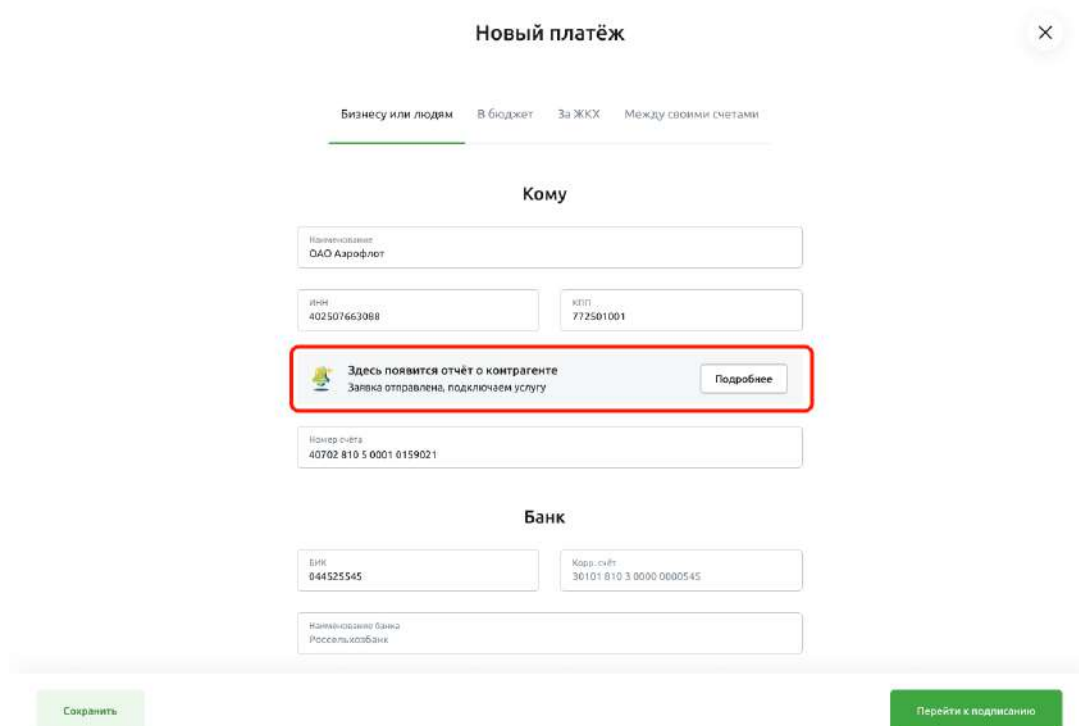 Новый платёж
Бизнесу или людям В бюджет За ЖКХ Между своими счетами
Кому
Наименование
ОАО Аэрофлот
ИНН КПП
402507663088 772501001
Здесь появится отчёт о контрагенте
Заявка отправлена, подключаем услугу
Подробнее
Номер счёта
40702 810 5 0001 0159021
Банк
БИК Корр. счёт
044525545 30101 810 3 0000 0000545
Наименование банка
Россельхозбанк
Сохранить Перейти к подписанию